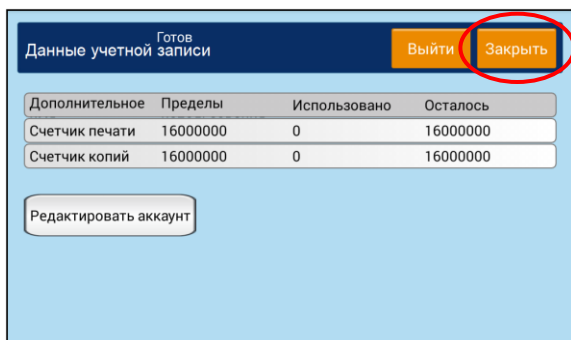 Готов
Данные учетной записи
Выйти
Закрыть
Дополнительное Пределы Использовано Осталось
Счетчик печати 16000000 0 16000000
Счетчик копий 16000000 0 16000000
Редактировать аккаунт